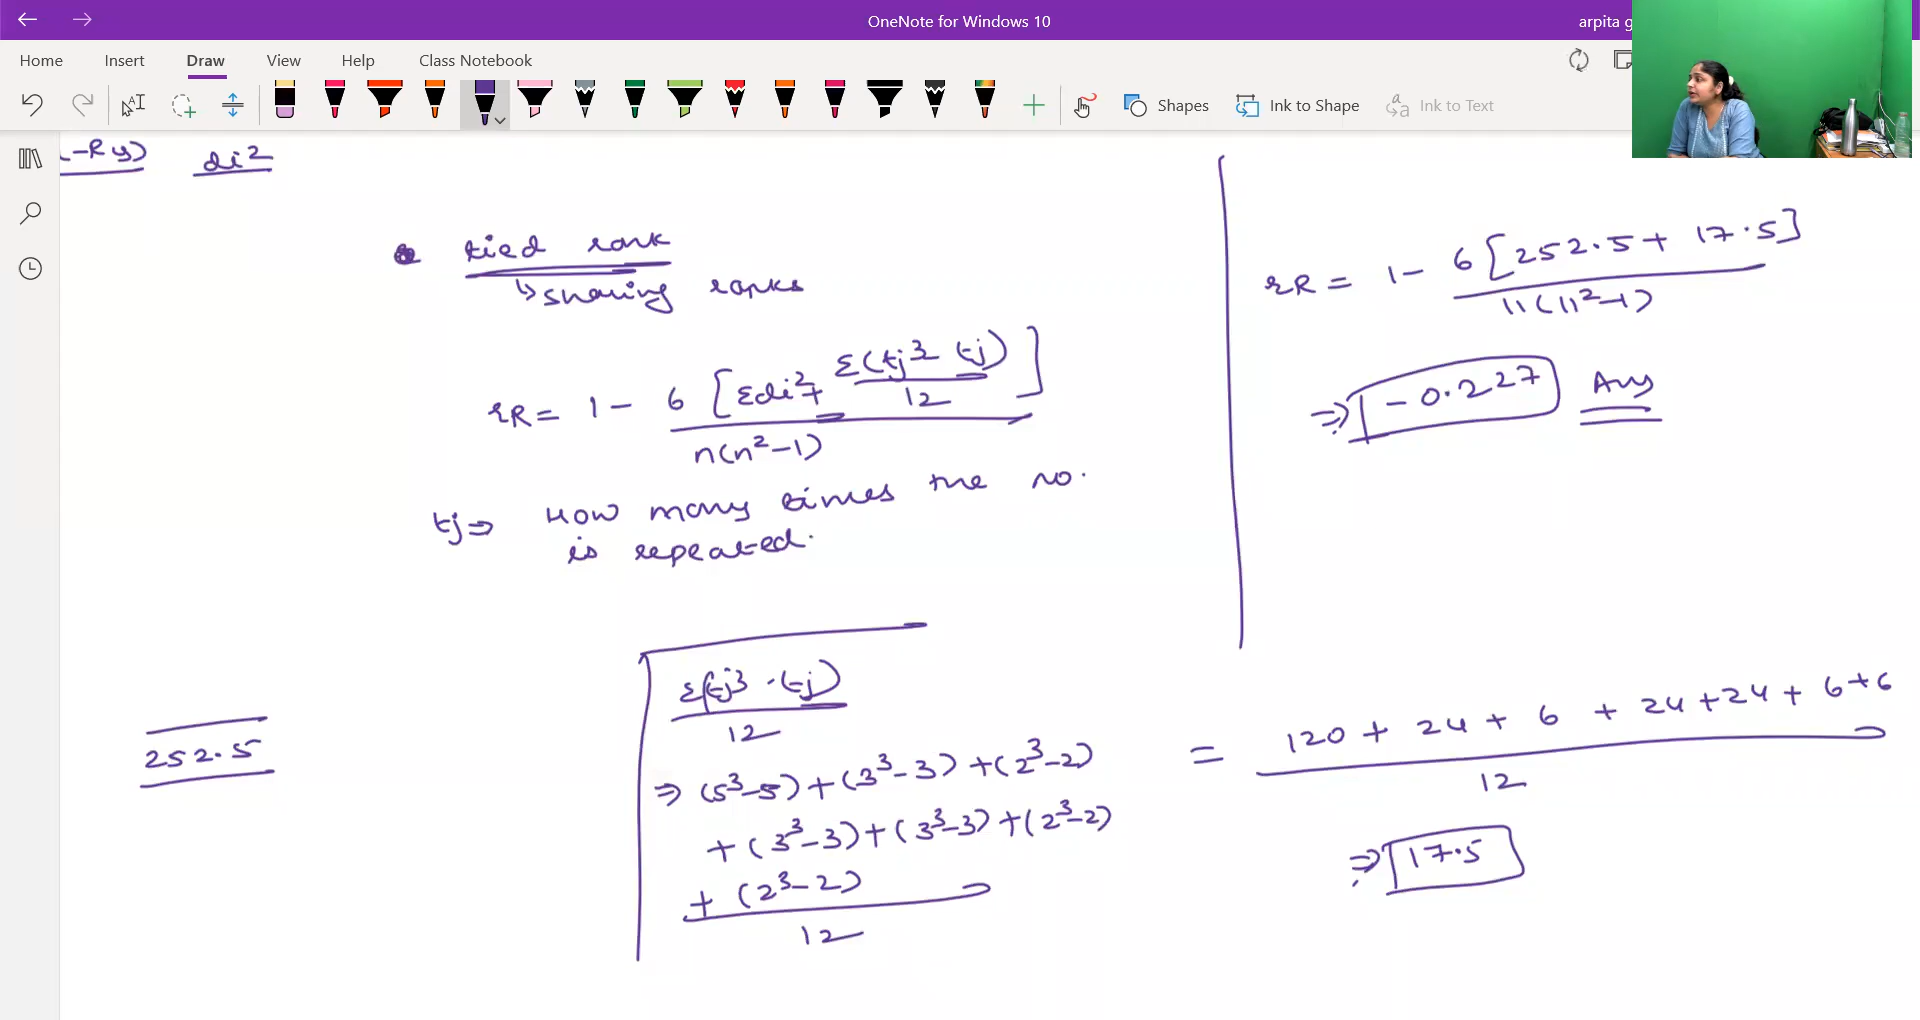 OneNote for Windows 10
arpita g
Home Insert Draw View Help Class Notebook
Shapes Ink to Shape Ink to Text
-Ry) di²
tied rank
↳ sharing ranks
rR = 1 - 6 [Σdi² + Σ(tj³ - tj) / 12] / n(n²-1)
tj ⇒ How many times the no.
is repeated.
252.5
Σ(tj³ - tj)
12
⇒ (5³-5) + (3³-3) + (2³-2)
+ (3³-3) + (3³-3) + (2³-2)
+ (2³-2)
12
= 120 + 24 + 6 + 24 + 24 + 6 + 6
12
⇒ 17.5
rR = 1 - 6 [252.5 + 17.5]
11(11²-1)
⇒ -0.227 Ans